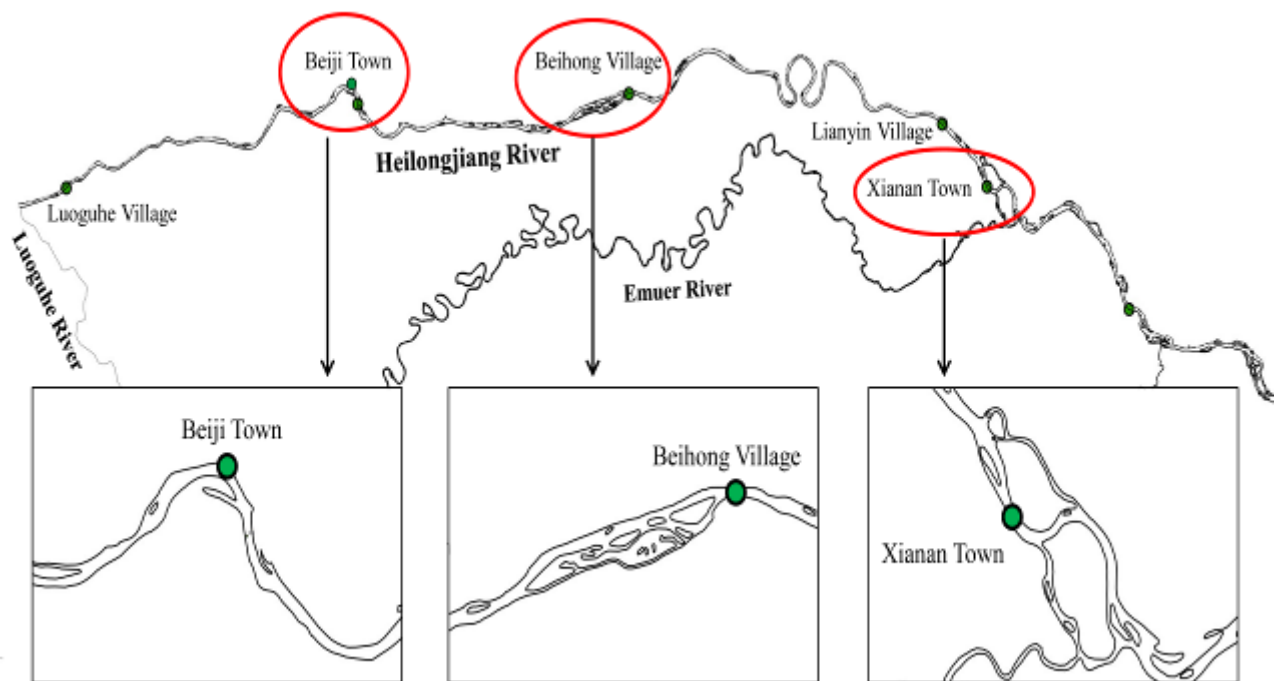 Beiji Town
Beihong Village
Lianyin Village
Heilongjiang River
Xianan Town
Luoguhe Village
Luoguhe River
Emuer River
Beiji Town
Beihong Village
Xianan Town